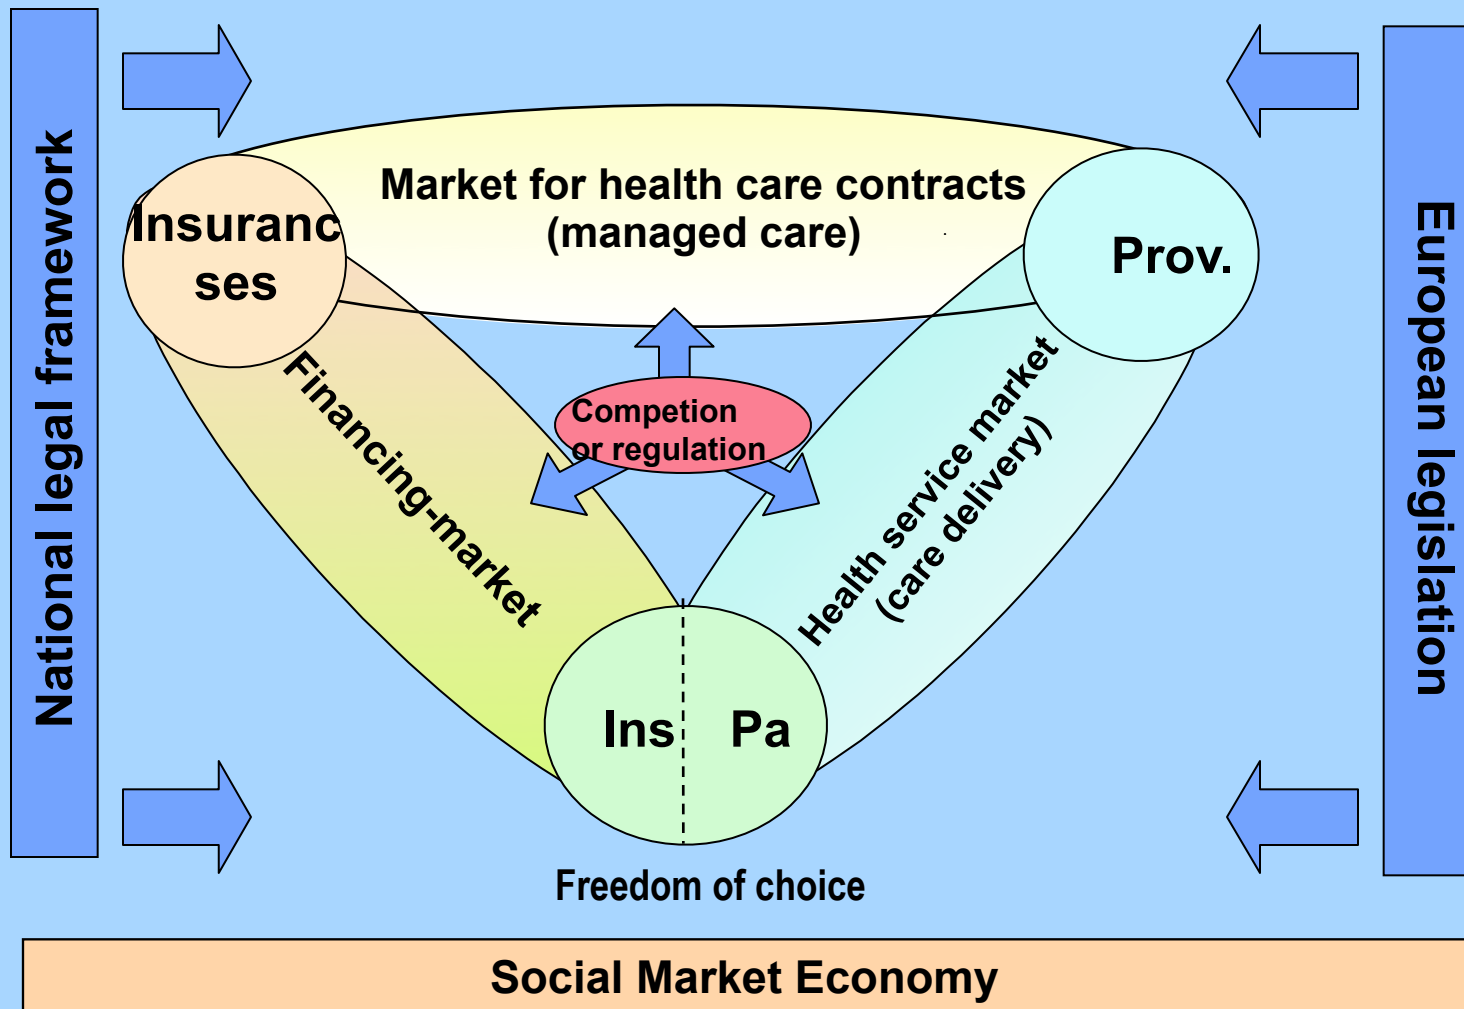 National legal framework
European legislation
Market for health care contracts
(managed care)
Insuranc
ses
Prov.
Competion
or regulation
Financing-market
Health service market
(care delivery)
Ins Pa
Freedom of choice
Social Market Economy